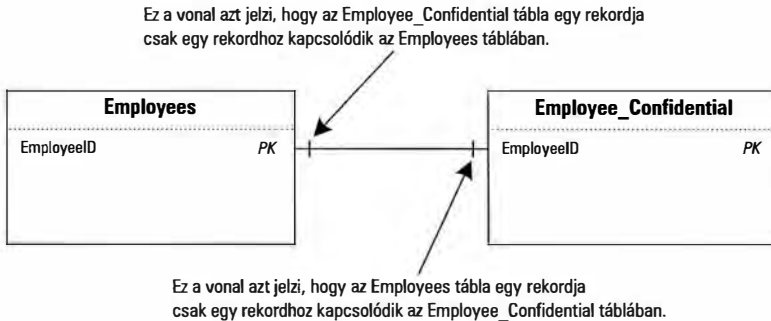 Ez a vonal azt jelzi, hogy az Employee_Confidential tábla egy rekordja
csak egy rekordhoz kapcsolódik az Employees táblában.
Employees
EmployeeID PK
Employee_Confidential
EmployeeID PK
Ez a vonal azt jelzi, hogy az Employees tábla egy rekordja
csak egy rekordhoz kapcsolódik az Employee_Confidential táblában.